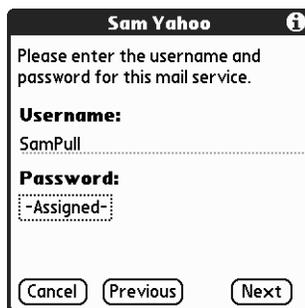 Sam Yahoo
Please enter the username and
password for this mail service.
Username:
SamPull
Password:
-Assigned-
Cancel Previous Next